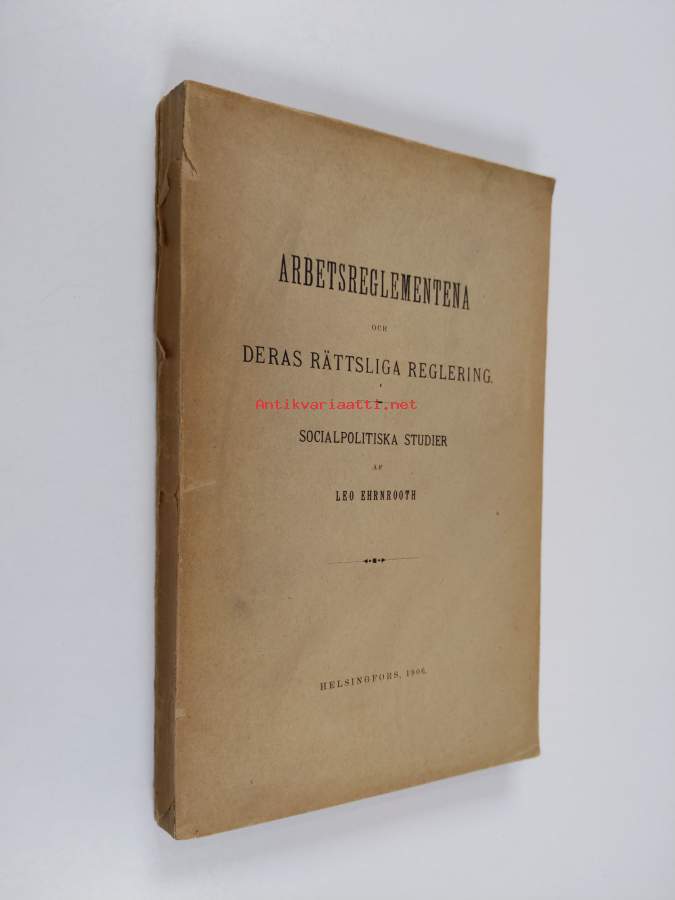 ARBETSREGLEMENTENA
OCH
DERAS RÄTTSLIGA REGLERING.
Antikvariaatti.net
SOCIALPOLITISKA STUDIER
AF
LEO EHRNROOTH
HELSINGFORS, 1906.